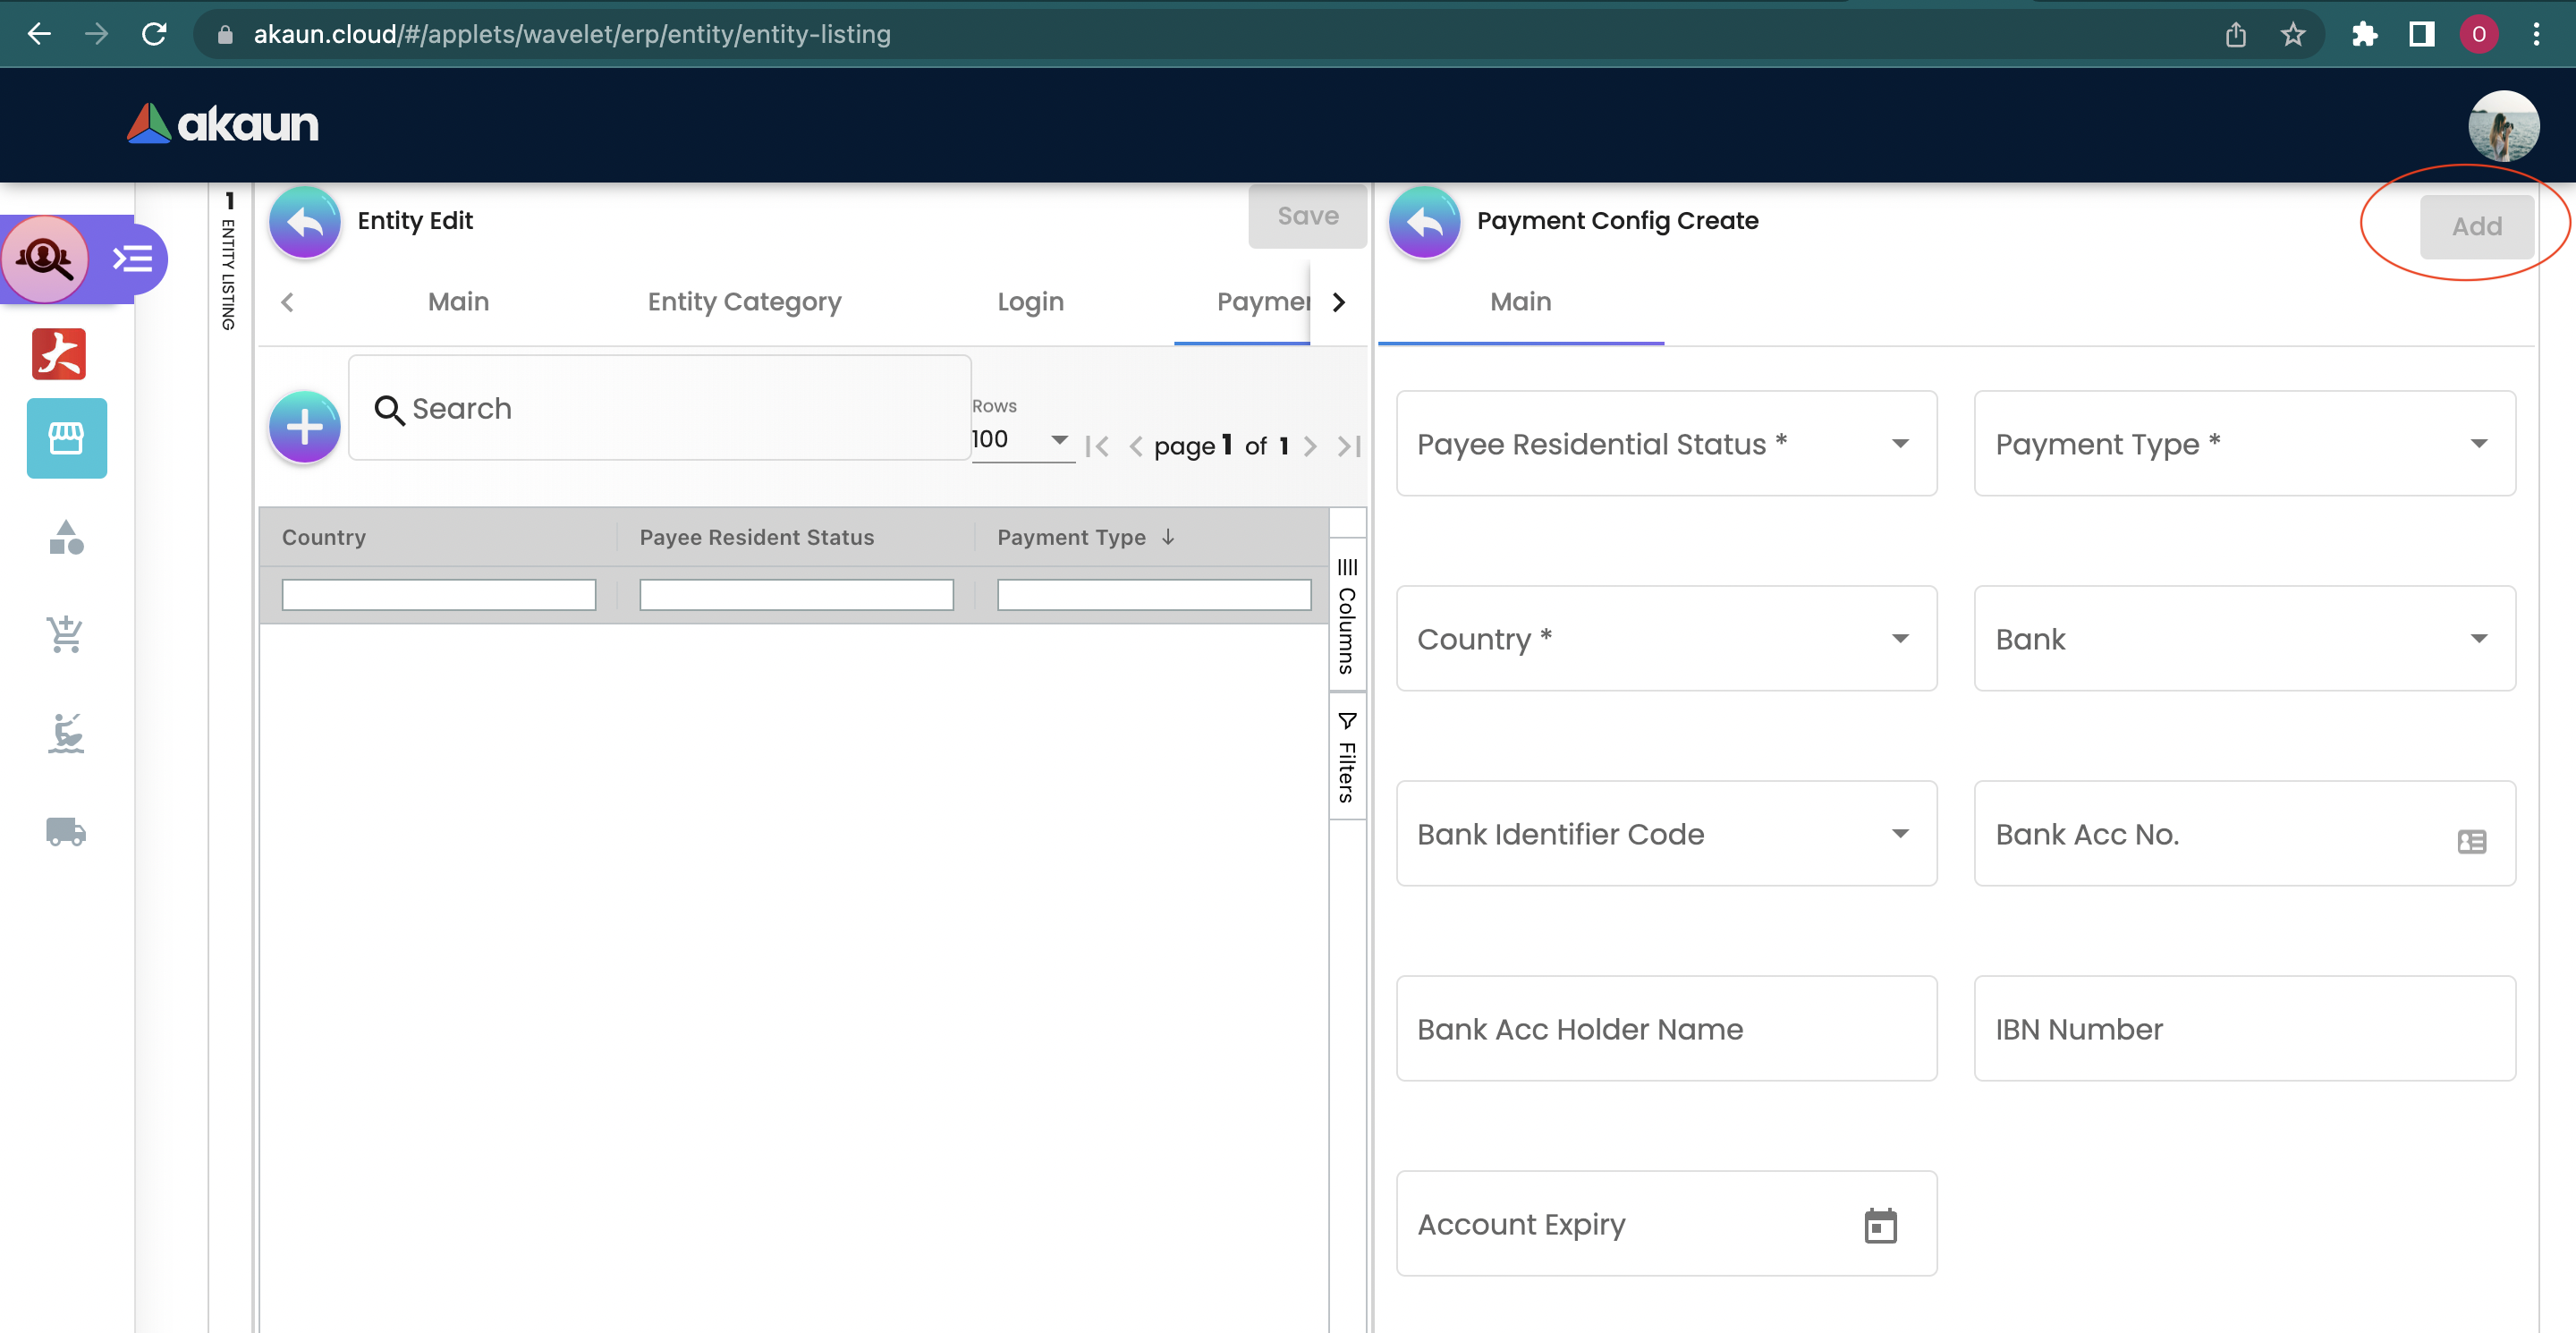 akaun.cloud/#/applets/wavelet/erp/entity/entity-listing
O
akaun
1
ENTITY LISTING
Entity Edit
Save
Main
Entity Category
Login
Paymen
Search
Rows
100
page 1 of 1
Country
Payee Resident Status
Payment Type
Columns
Filters
Payment Config Create
Add
Main
Payee Residential Status *
Payment Type *
Country *
Bank
Bank Identifier Code
Bank Acc No.
Bank Acc Holder Name
IBN Number
Account Expiry